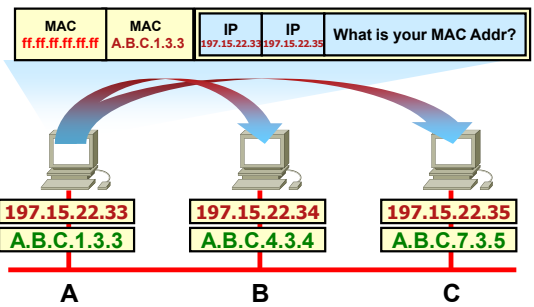 MAC MAC IP IP What is your MAC Addr?
ff.ff.ff.ff.ff.ff A.B.C.1.3.3 197.15.22.33 197.15.22.35
197.15.22.33 197.15.22.34 197.15.22.35
A.B.C.1.3.3 A.B.C.4.3.4 A.B.C.7.3.5
A B C